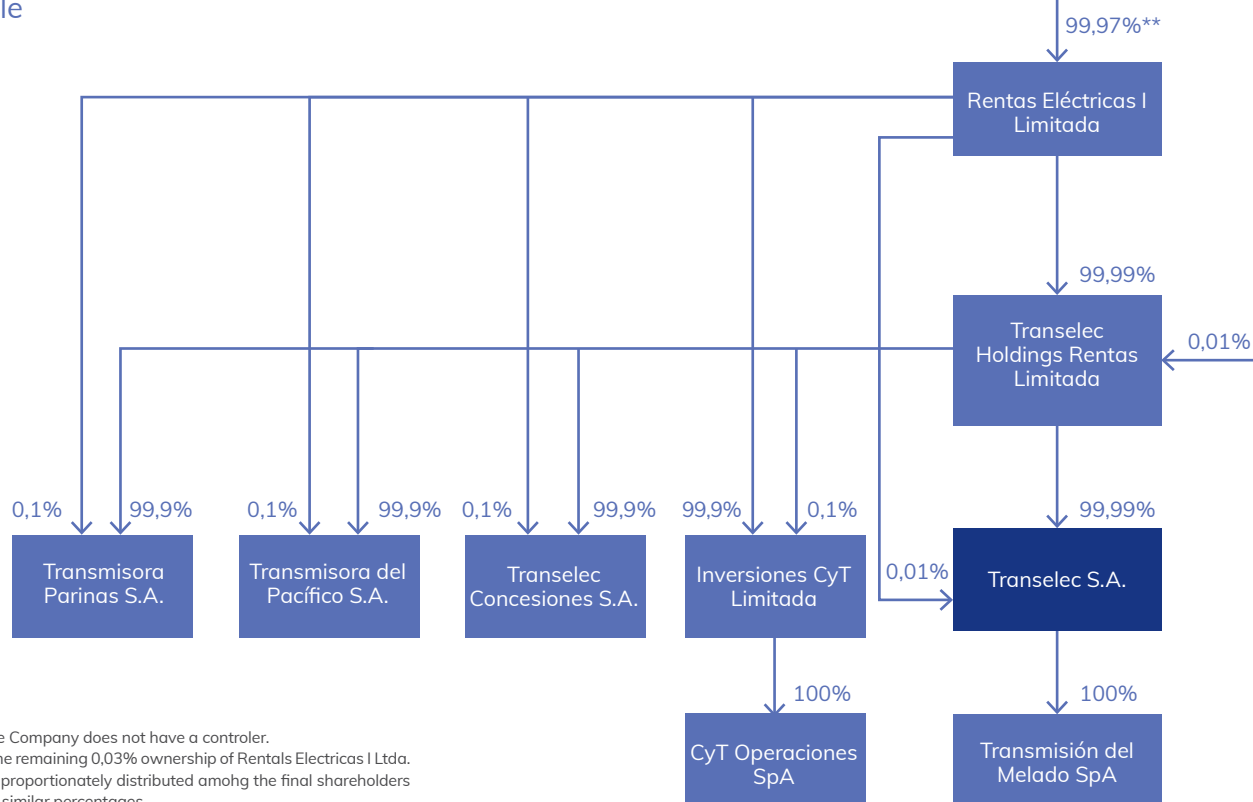 le
99,97%**
Rentas Eléctricas I
Limitada
99,99%
Transelec
Holdings Rentas
Limitada
0,01%
0,1%
99,9%
0,1%
99,9%
0,1%
99,9%
99,9%
0,1%
99,99%
Transmisora
Parinas S.A.
Transmisora del
Pacífico S.A.
Transelec
Concesiones S.A.
Inversiones CyT
Limitada
0,01%
Transelec S.A.
100%
100%
CyT Operaciones
SpA
Transmisión del
Melado SpA
e Company does not have a controler.
he remaining 0,03% ownership of Rentals Electricas I Ltda.
proportionately distributed amohg the final shareholders
similar percentages